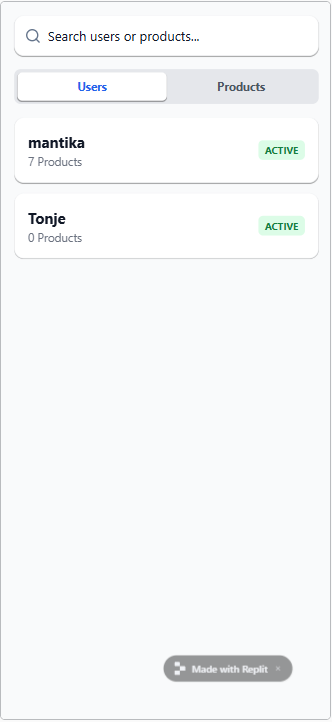 Search users or products...
Users Products
mantika
7 Products
ACTIVE
Tonje
0 Products
ACTIVE
Made with Replit ×